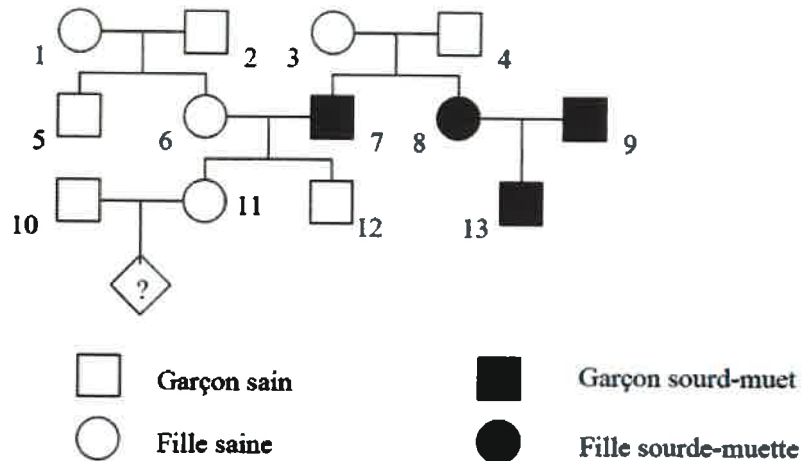 1 2 3 4
5 6 7 8 9
10 11 12 13
?
Garçon sain Garçon sourd-muet
Fille saine Fille sourde-muette